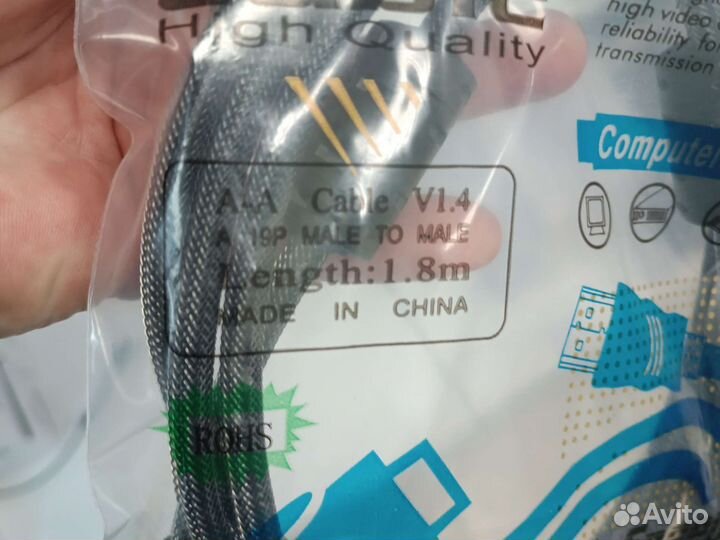 High Quality
high video
reliability for
transmission
Computer
A-A Cable V1.4
A 19P MALE TO MALE
Length:1.8m
MADE IN CHINA
ROHS
Avito